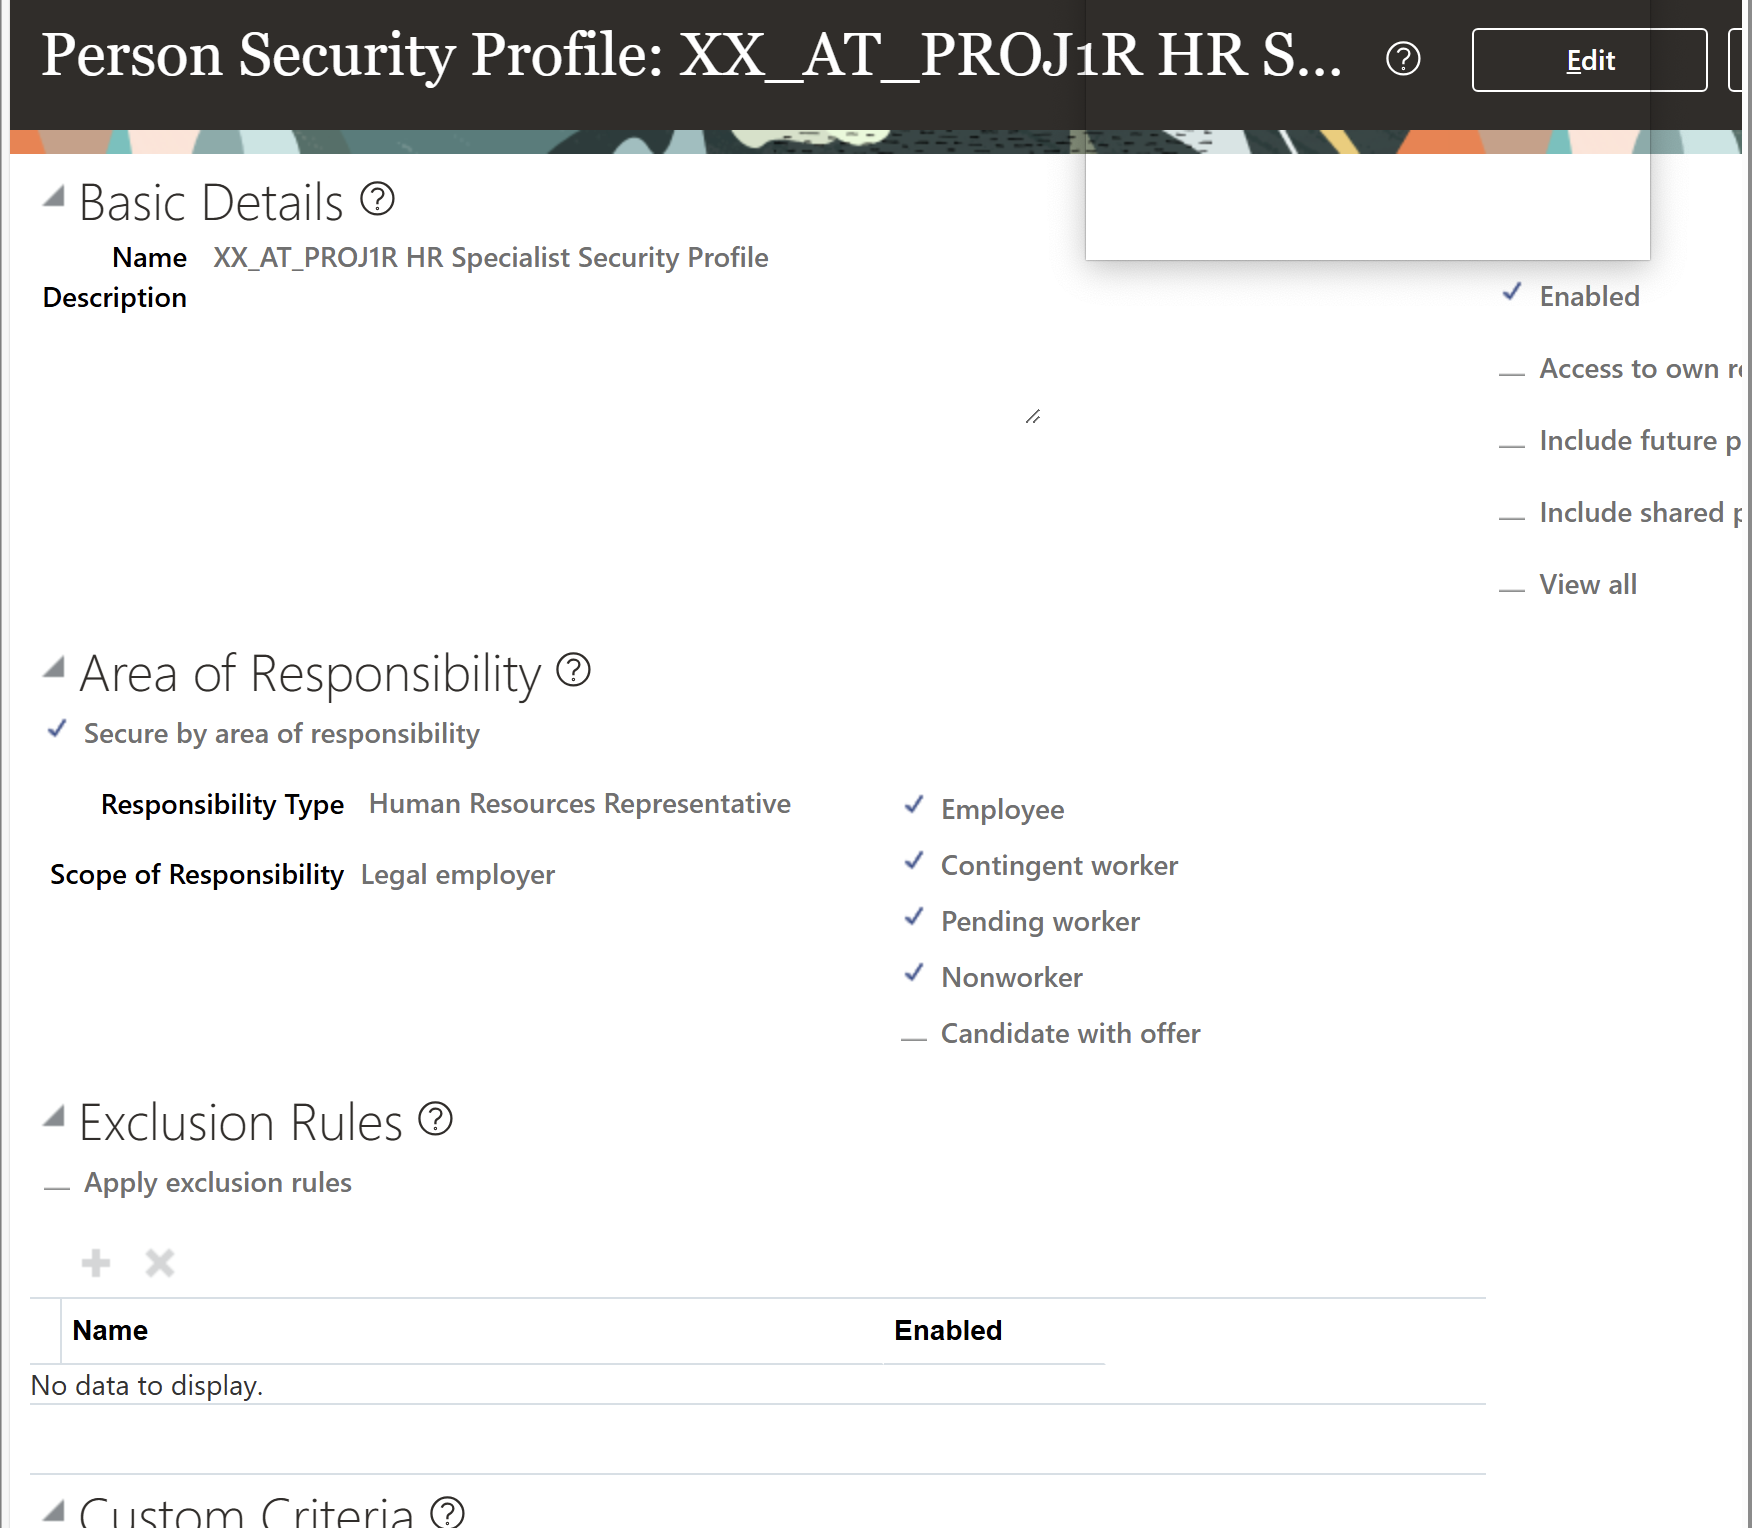 Person Security Profile: XX_AT_PROJ1R HR S...
Edit
Basic Details
Name XX_AT_PROJ1R HR Specialist Security Profile
Description
Enabled
Access to own
Include future
Include shared
View all
Area of Responsibility
Secure by area of responsibility
Responsibility Type Human Resources Representative
Scope of Responsibility Legal employer
Employee
Contingent worker
Pending worker
Nonworker
Candidate with offer
Exclusion Rules
Apply exclusion rules
Name Enabled
No data to display.
Custom Criteria